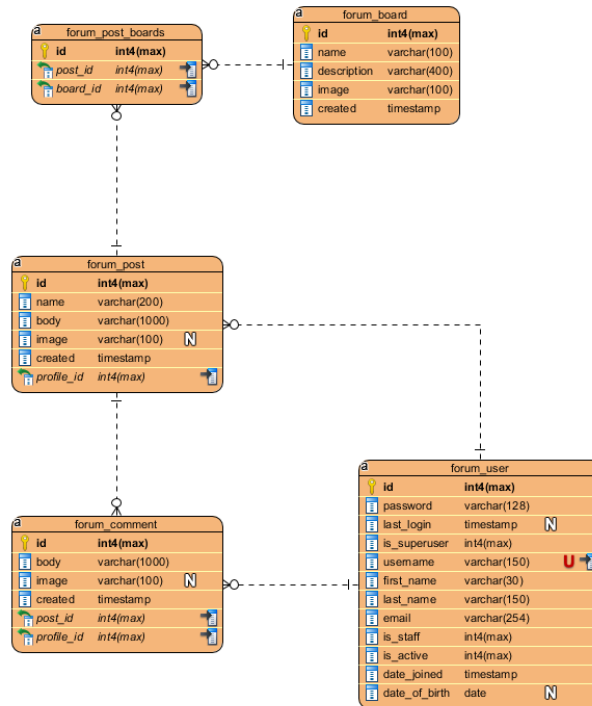 a
forum_post_boards
id int4(max)
post_id int4(max)
board_id int4(max)
a
forum_board
id int4(max)
name varchar(100)
description varchar(400)
image varchar(100)
created timestamp
a
forum_post
id int4(max)
name varchar(200)
body varchar(1000)
image varchar(100) N
created timestamp
profile_id int4(max)
a
forum_comment
id int4(max)
body varchar(1000)
image varchar(100) N
created timestamp
post_id int4(max)
profile_id int4(max)
a
forum_user
id int4(max)
password varchar(128)
last_login timestamp N
is_superuser int4(max)
username varchar(150) U
first_name varchar(30)
last_name varchar(150)
email varchar(254)
is_staff int4(max)
is_active int4(max)
date_joined timestamp
date_of_birth date N